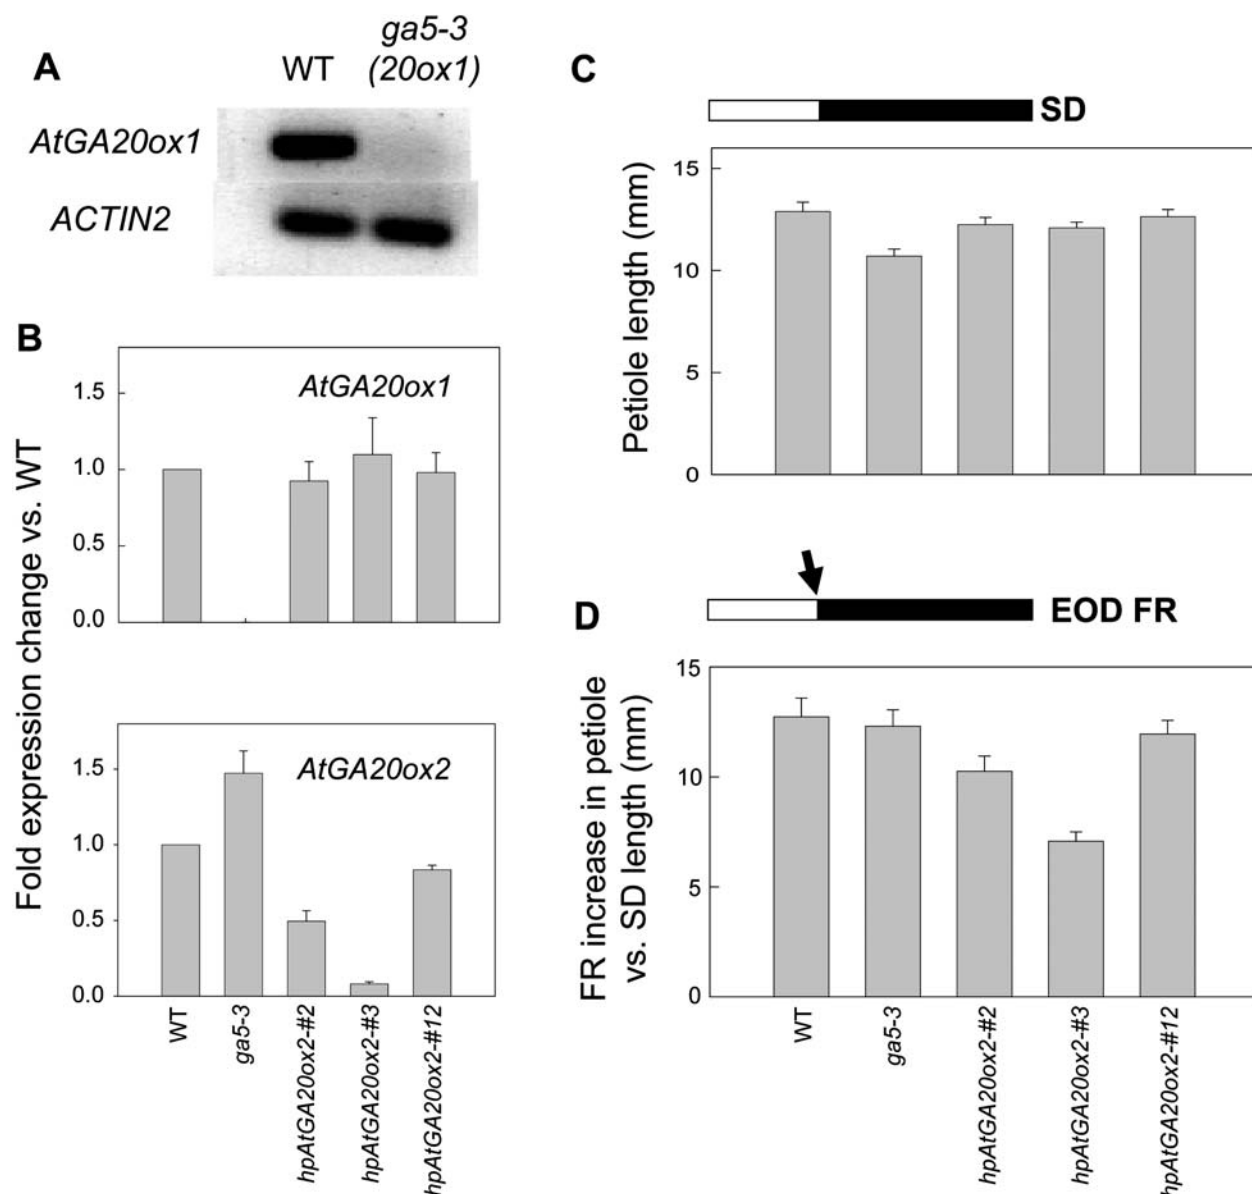 A
WT
ga5-3
(20ox1)
AtGA20ox1
ACTIN2
B
Fold expression change vs. WT
AtGA20ox1
1.5
1.0
0.5
0.0
AtGA20ox2
1.5
1.0
0.5
0.0
WT
ga5-3
hpAtGA20ox2-#2
hpAtGA20ox2-#3
hpAtGA20ox2-#12
C
SD
Petiole length (mm)
15
10
5
0
D
EOD FR
FR increase in petiole
vs. SD length (mm)
15
10
5
0
WT
ga5-3
hpAtGA20ox2-#2
hpAtGA20ox2-#3
hpAtGA20ox2-#12